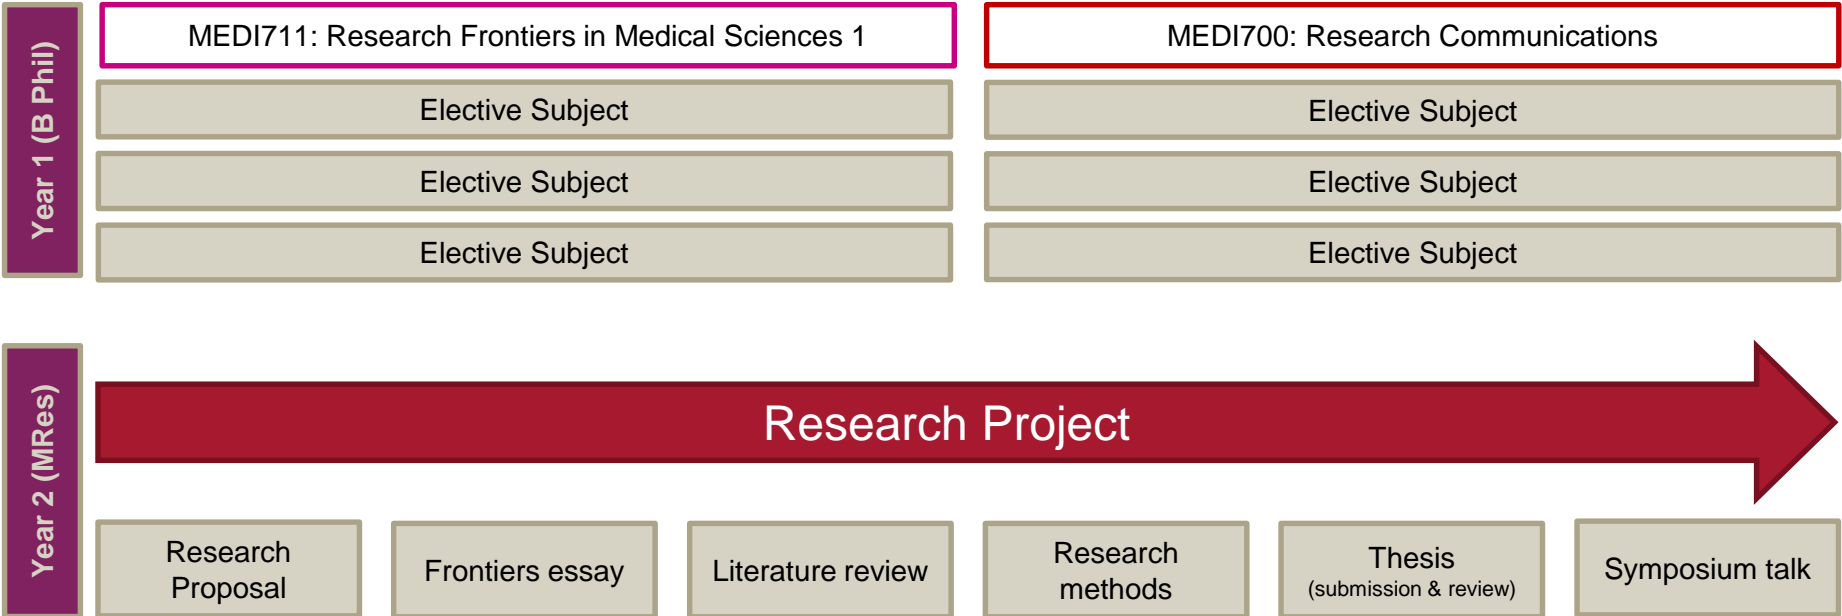 Year 1 (B Phil)
MEDI711: Research Frontiers in Medical Sciences 1
MEDI700: Research Communications
Elective Subject
Elective Subject
Elective Subject
Elective Subject
Elective Subject
Elective Subject
Year 2 (MRes)
Research Project
Research
Proposal
Frontiers essay
Literature review
Research
methods
Thesis
(submission & review)
Symposium talk